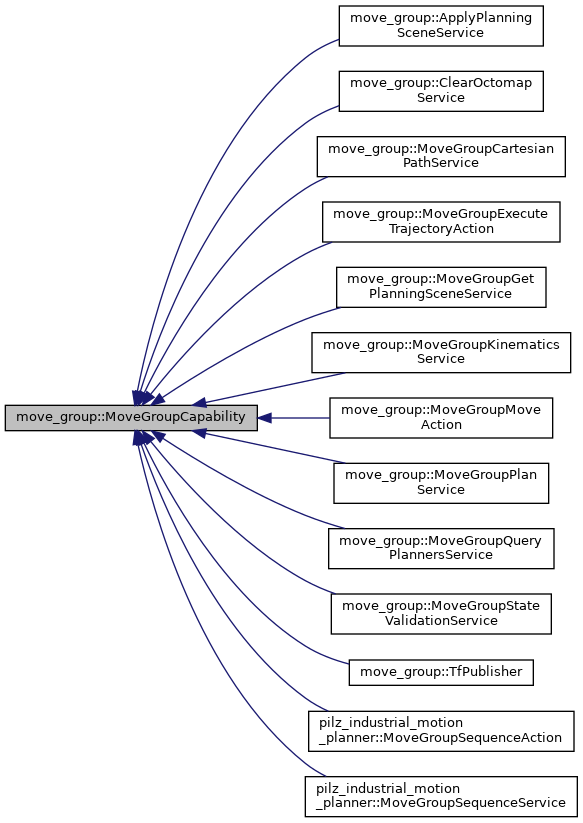 move_group::ApplyPlanning
SceneService
move_group::ClearOctomap
Service
move_group::MoveGroupCartesian
PathService
move_group::MoveGroupExecute
TrajectoryAction
move_group::MoveGroupGet
PlanningSceneService
move_group::MoveGroupKinematics
Service
move_group::MoveGroupCapability
move_group::MoveGroupMove
Action
move_group::MoveGroupPlan
Service
move_group::MoveGroupQuery
PlannersService
move_group::MoveGroupState
ValidationService
move_group::TfPublisher
pilz_industrial_motion
_planner::MoveGroupSequenceAction
pilz_industrial_motion
_planner::MoveGroupSequenceService